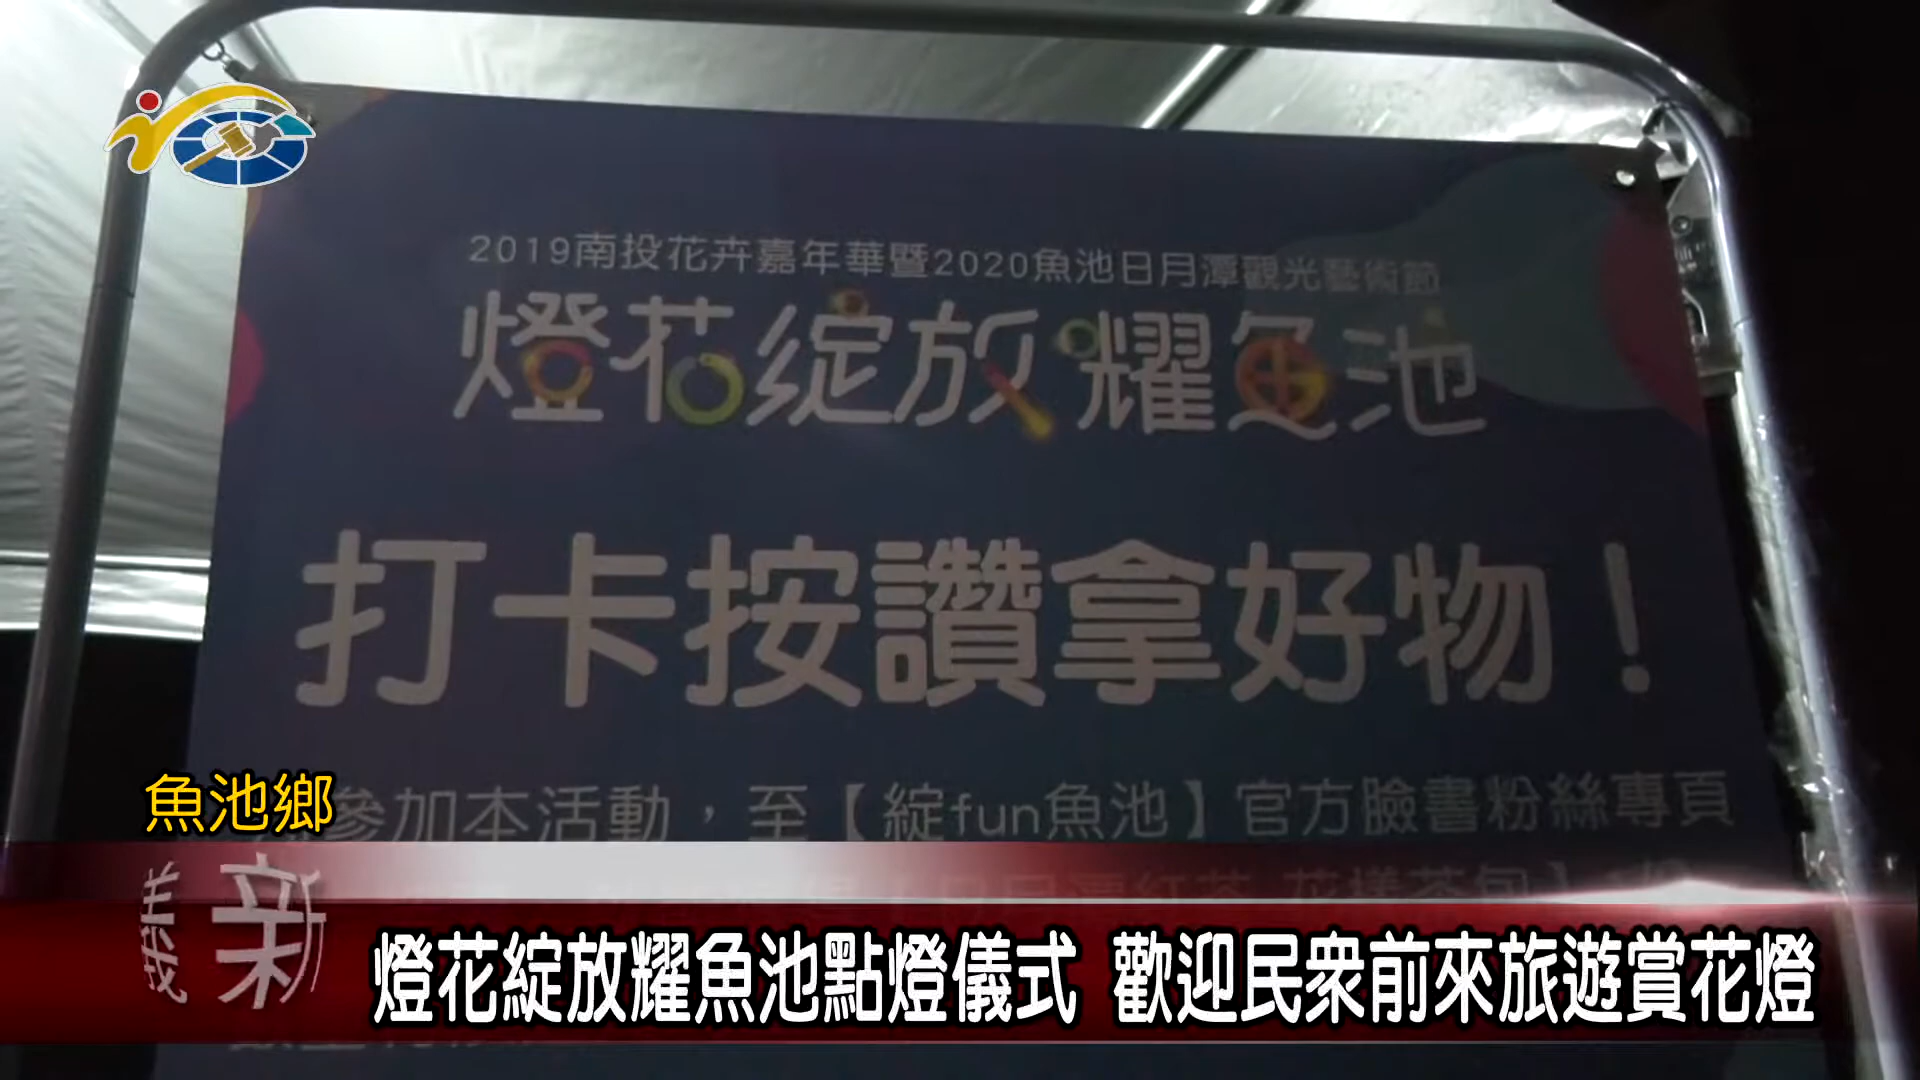 2019南投花卉嘉年華暨2020魚池日月潭觀光藝術節
燈花綻放耀魚池
打卡按讚拿好物！
參加本活動，至【綻fun魚池】官方臉書粉絲專頁
魚池鄉
新
燈花綻放耀魚池點燈儀式 歡迎民眾前來旅遊賞花燈